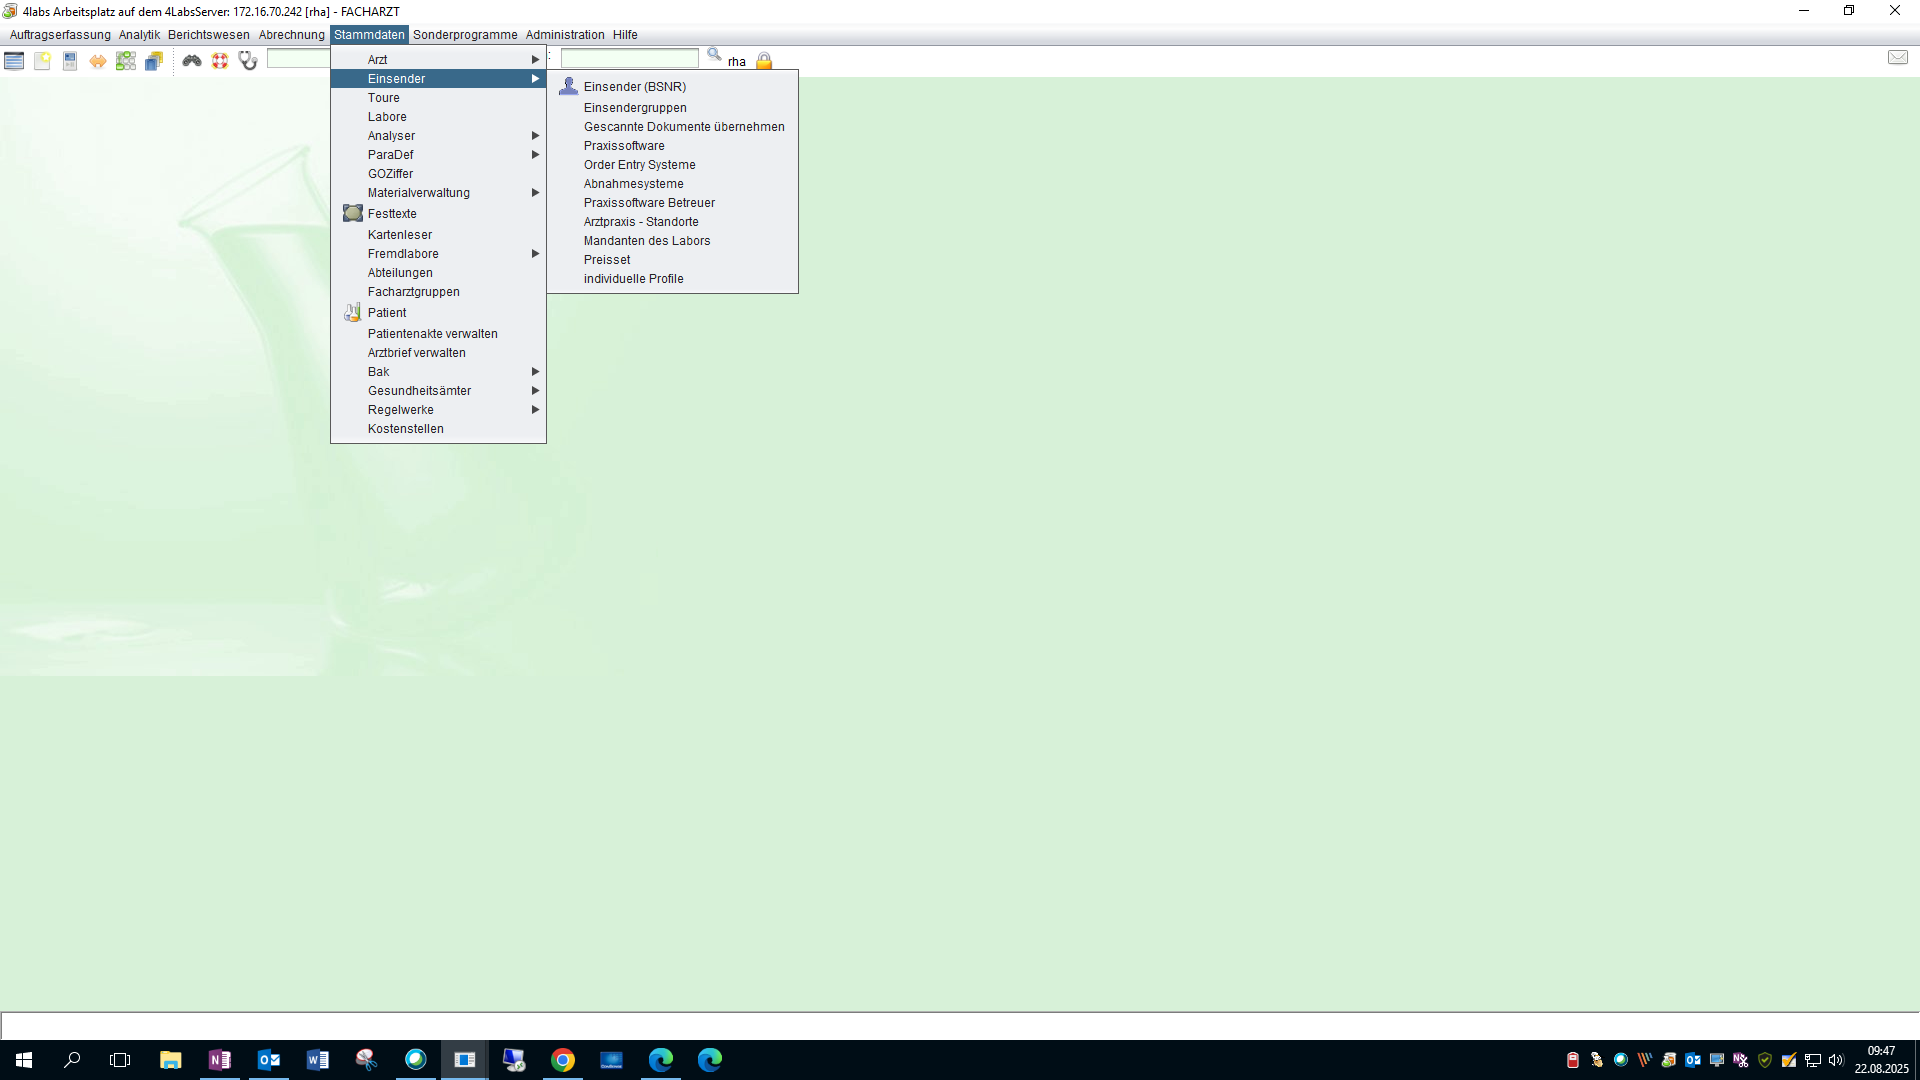 4labs Arbeitsplatz auf dem 4LabsServer: 172.16.70.242 [rha] - FACHARZT
Auftragserfassung Analytik Berichtswesen Abrechnung Stammdaten Sonderprogramme Administration Hilfe
: rha
Arzt
Einsender
Toure
Labore
Analyser
ParaDef
GOZiffer
Materialverwaltung
Festtexte
Kartenleser
Fremdlabore
Abteilungen
Facharztgruppen
Patient
Patientenakte verwalten
Arztbrief verwalten
Bak
Gesundheitsämter
Regelwerke
Kostenstellen
Einsender (BSNR)
Einsendergruppen
Gescannte Dokumente übernehmen
Praxissoftware
Order Entry Systeme
Abnahmesysteme
Praxissoftware Betreuer
Arztpraxis - Standorte
Mandanten des Labors
Preisset
individuelle Profile
09:47
22.08.2025